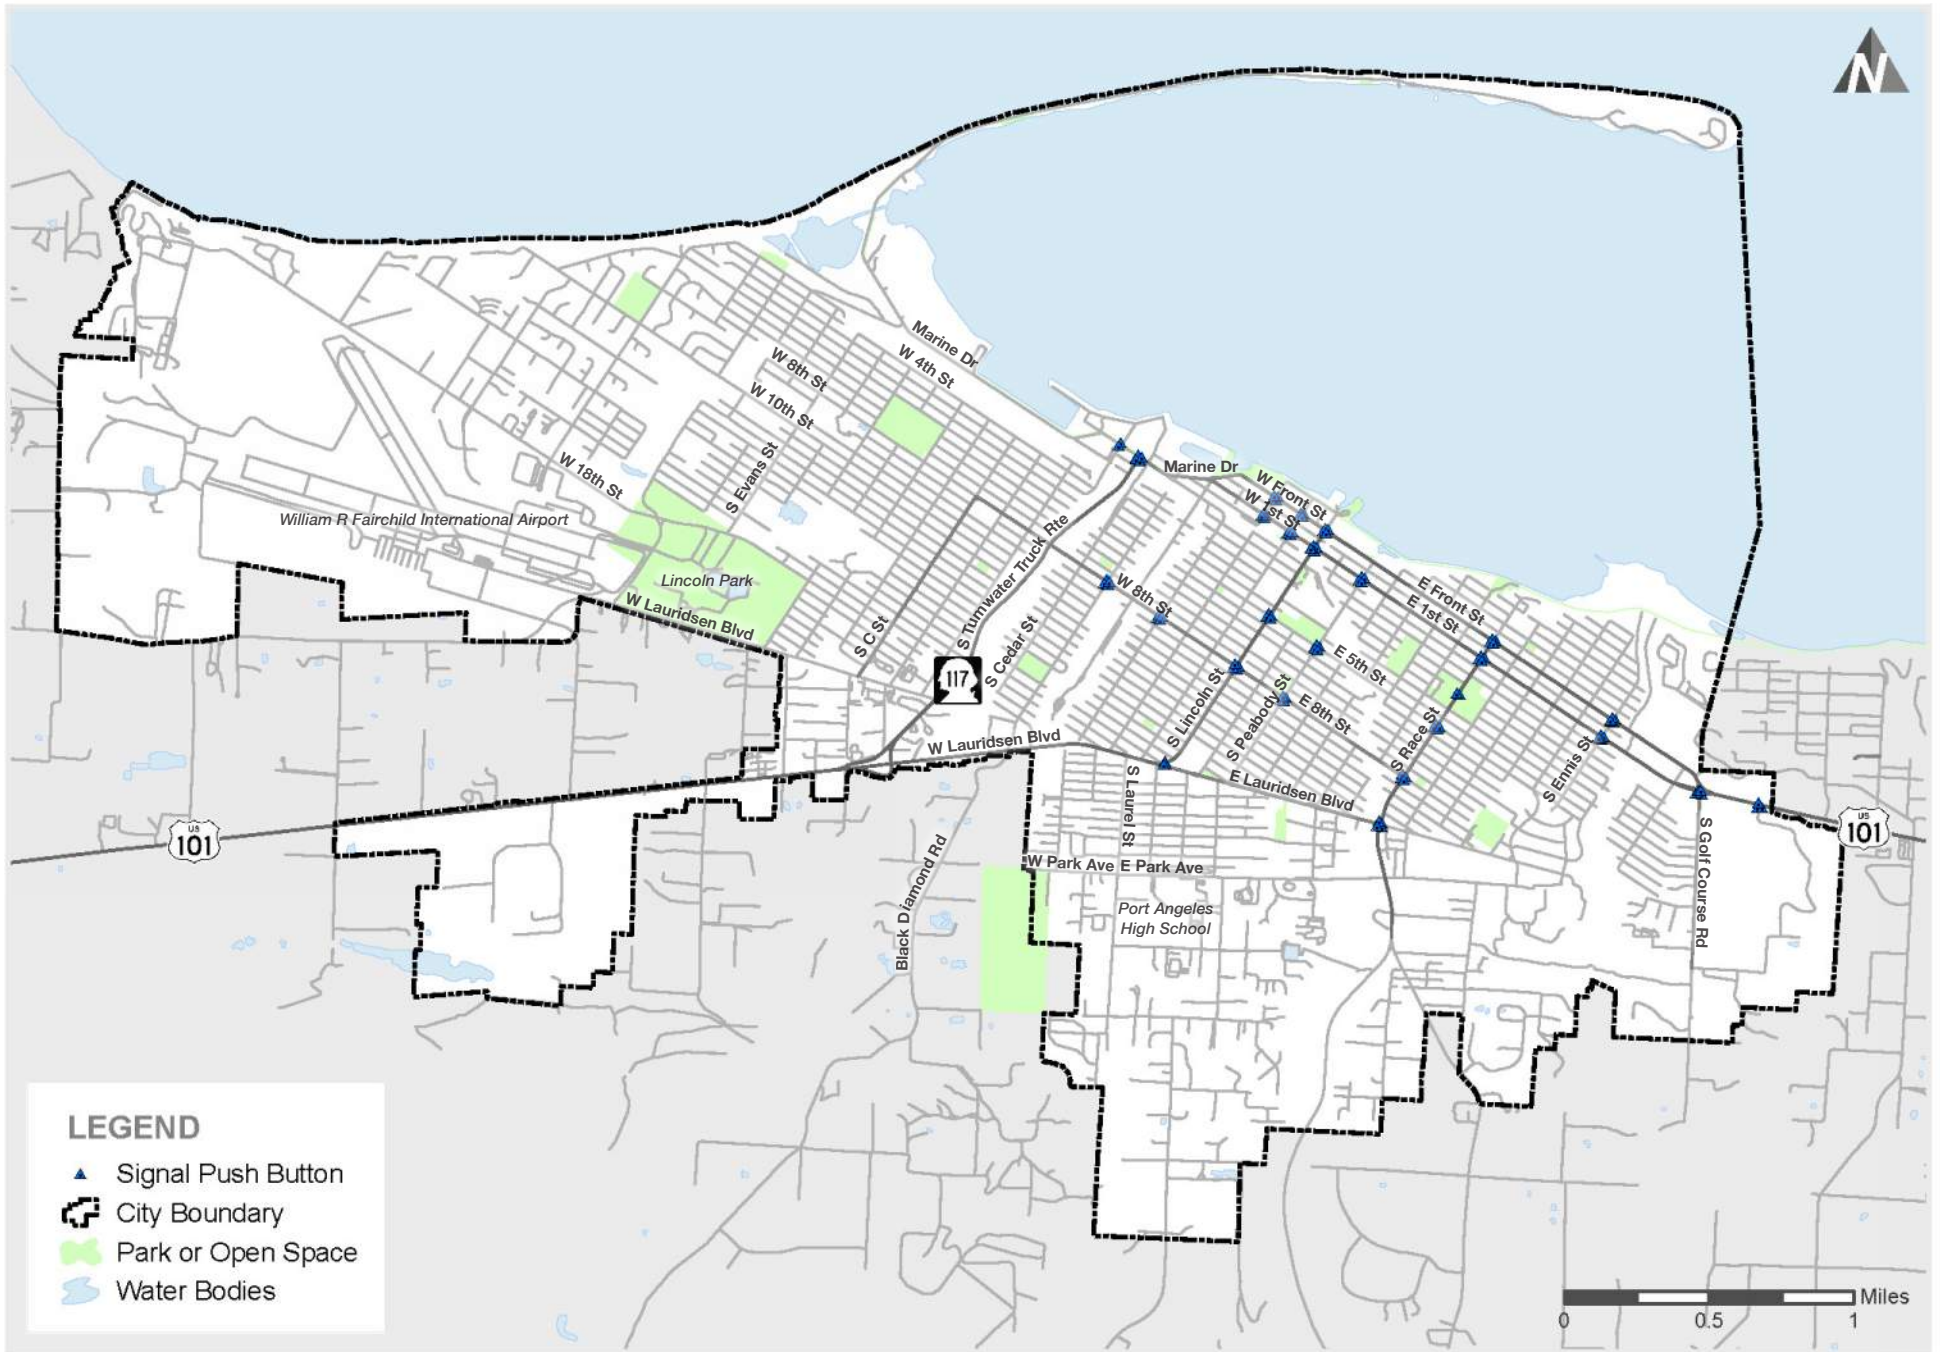 N
Marine Dr
W 4th St
W 8th St
W 10th St
W 18th St
S Evans St
William R Fairchild International Airport
Lincoln Park
W Lauridsen Blvd
Marine Dr
W Front St
W 1st St
S Tumwater Truck Rte
S C St
S Cedar St
117
W 8th St
E Front St
E 1st St
E 5th St
E 8th St
S Lincoln St
S Peabody St
S Race St
S Ennis St
W Lauridsen Blvd
E Lauridsen Blvd
S Laurel St
US
101
US
101
S Golf Course Rd
Black Diamond Rd
W Park Ave E Park Ave
Port Angeles
High School
LEGEND
Signal Push Button
City Boundary
Park or Open Space
Water Bodies
Miles
0 0.5 1